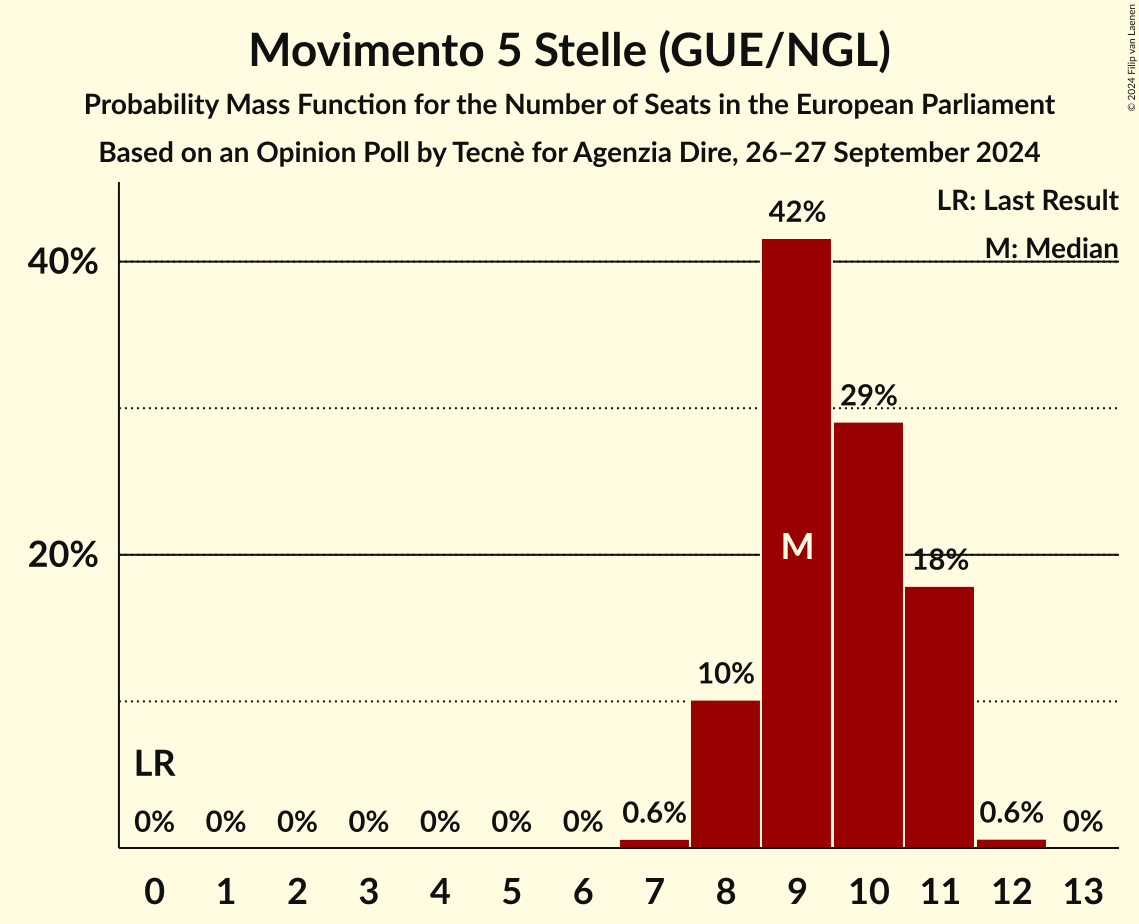 Movimento 5 Stelle (GUE/NGL)
Probability Mass Function for the Number of Seats in the European Parliament
Based on an Opinion Poll by Tecnè for Agenzia Dire, 26–27 September 2024
© 2024 Filip van Laenen
LR: Last Result
M: Median
42%
40%
29%
M
20%
18%
10%
LR
0% 0% 0% 0% 0% 0% 0% 0.6% 0.6% 0%
0 1 2 3 4 5 6 7 8 9 10 11 12 13